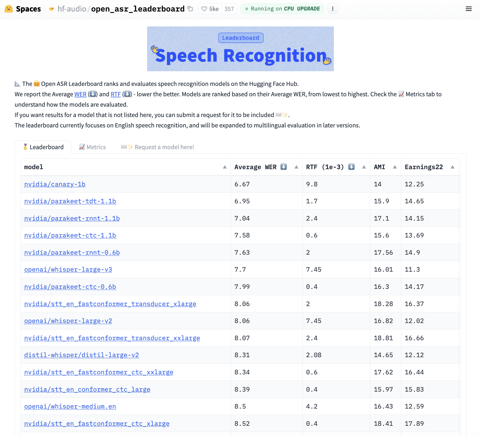 Spaces hf-audio/open_asr_leaderboard like 357 Running on CPU UPGRADE
Leaderboard
Speech Recognition
The 🤗 Open ASR Leaderboard ranks and evaluates speech recognition models on the Hugging Face Hub.
We report the Average WER (⬇️) and RTF (⬇️) - lower the better. Models are ranked based on their Average WER, from lowest to highest. Check the 📈 Metrics tab to
understand how the models are evaluated.
If you want results for a model that is not listed here, you can submit a request for it to be included ✉️✨.
The leaderboard currently focuses on English speech recognition, and will be expanded to multilingual evaluation in later versions.
🏅 Leaderboard 📈 Metrics ✉️✨ Request a model here!
model Average WER ⬇️ RTF (1e-3) ⬇️ AMI Earnings22
nvidia/canary-1b 6.67 9.8 14 12.25
nvidia/parakeet-tdt-1.1b 6.95 1.7 15.9 14.65
nvidia/parakeet-rnnt-1.1b 7.04 2.4 17.1 14.15
nvidia/parakeet-ctc-1.1b 7.58 0.6 15.6 13.69
nvidia/parakeet-rnnt-0.6b 7.63 2 17.56 14.9
openai/whisper-large-v3 7.7 7.45 16.01 11.3
nvidia/parakeet-ctc-0.6b 7.99 0.4 16.3 14.17
nvidia/stt_en_fastconformer_transducer_xlarge 8.06 2 18.28 16.37
openai/whisper-large-v2 8.06 7.45 16.82 12.02
nvidia/stt_en_fastconformer_transducer_xxlarge 8.07 2.4 18.81 16.66
distil-whisper/distil-large-v2 8.31 2.08 14.65 12.12
nvidia/stt_en_fastconformer_ctc_xxlarge 8.34 0.6 17.62 16.44
nvidia/stt_en_conformer_ctc_large 8.39 0.4 15.97 15.83
openai/whisper-medium.en 8.5 4.2 16.43 12.59
nvidia/stt_en_fastconformer_ctc_xlarge 8.52 0.4 18.41 17.89